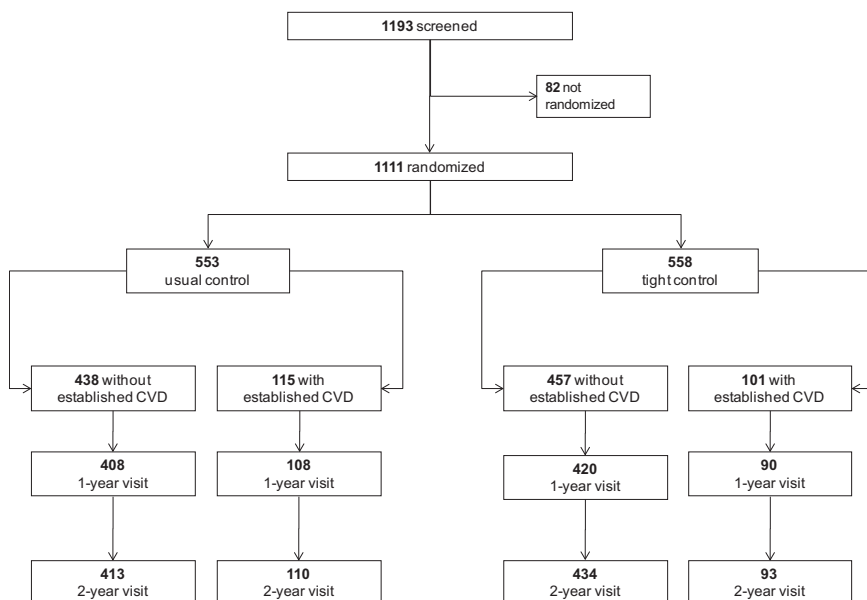 1193 screened
82 not
randomized
1111 randomized
553
usual control
558
tight control
438 without
established CVD
115 with
established CVD
457 without
established CVD
101 with
established CVD
408
1-year visit
108
1-year visit
420
1-year visit
90
1-year visit
413
2-year visit
110
2-year visit
434
2-year visit
93
2-year visit